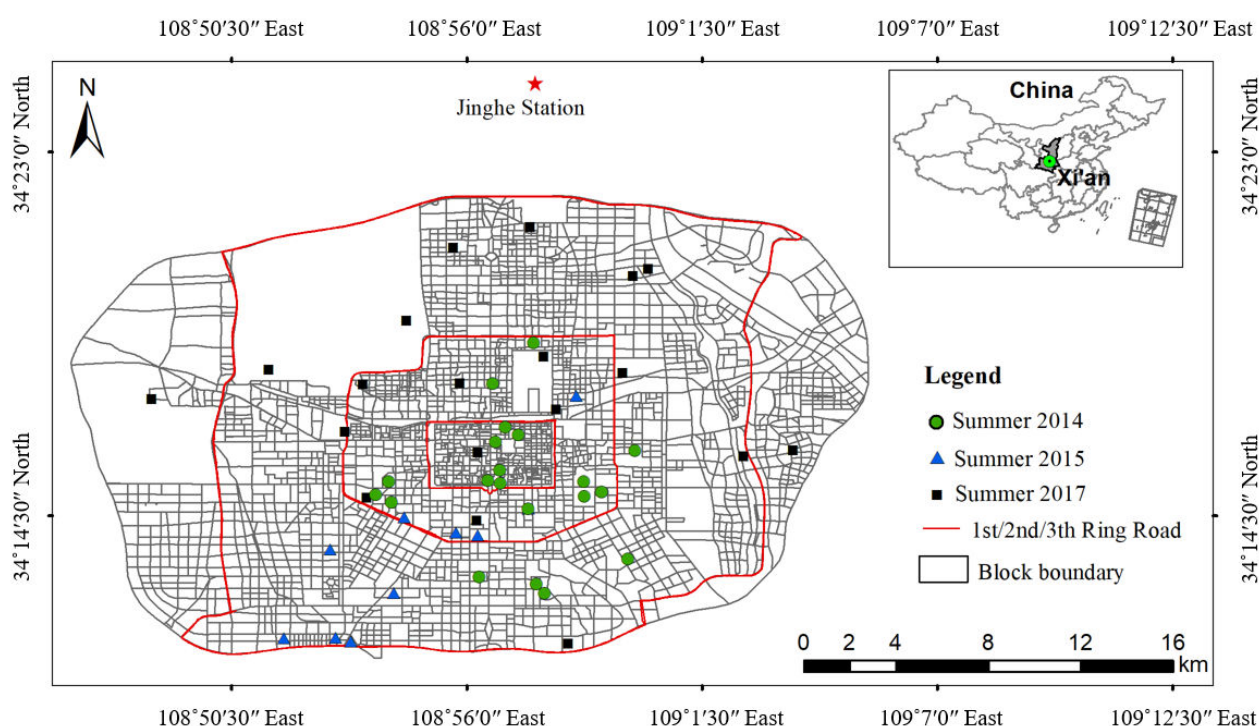 108°50′30″ East
108°56′0″ East
109°1′30″ East
109°7′0″ East
109°12′30″ East
34°23′0″ North
34°14′30″ North
N
Jinghe Station
China
Xi'an
34°23′0″ North
34°14′30″ North
Legend
Summer 2014
Summer 2015
Summer 2017
1st/2nd/3th Ring Road
Block boundary
0 2 4 8 12 16
km
108°50′30″ East
108°56′0″ East
109°1′30″ East
109°7′0″ East
109°12′30″ East